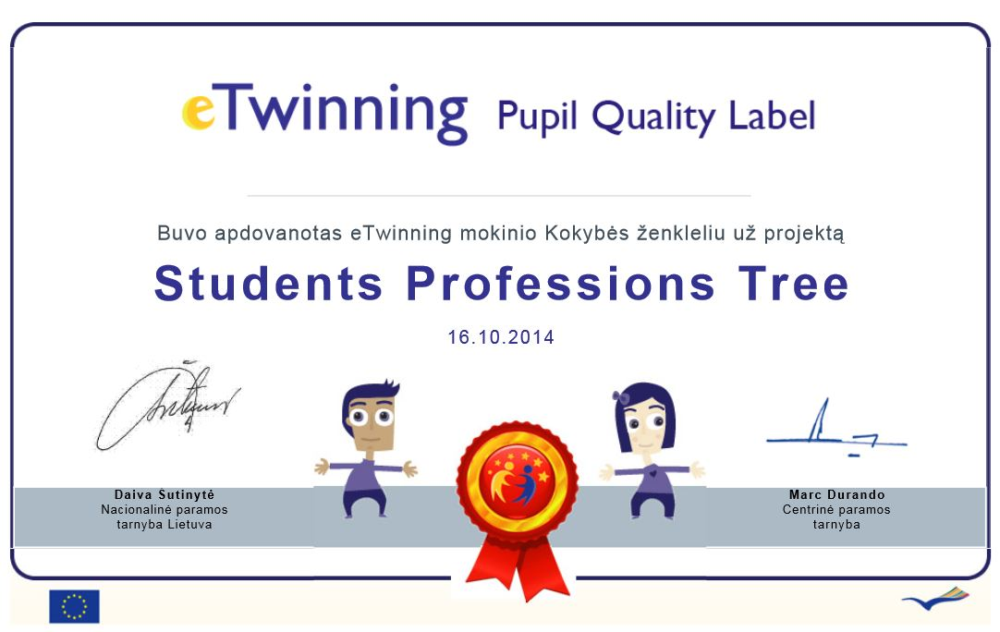 eTwinning Pupil Quality Label
Buvo apdovanotas eTwinning mokinio Kokybės ženkleliu už projektą
Students Professions Tree
16.10.2014
Daiva Šutinytė
Nacionalinė paramos
tarnyba Lietuva
Marc Durando
Centrinė paramos
tarnyba